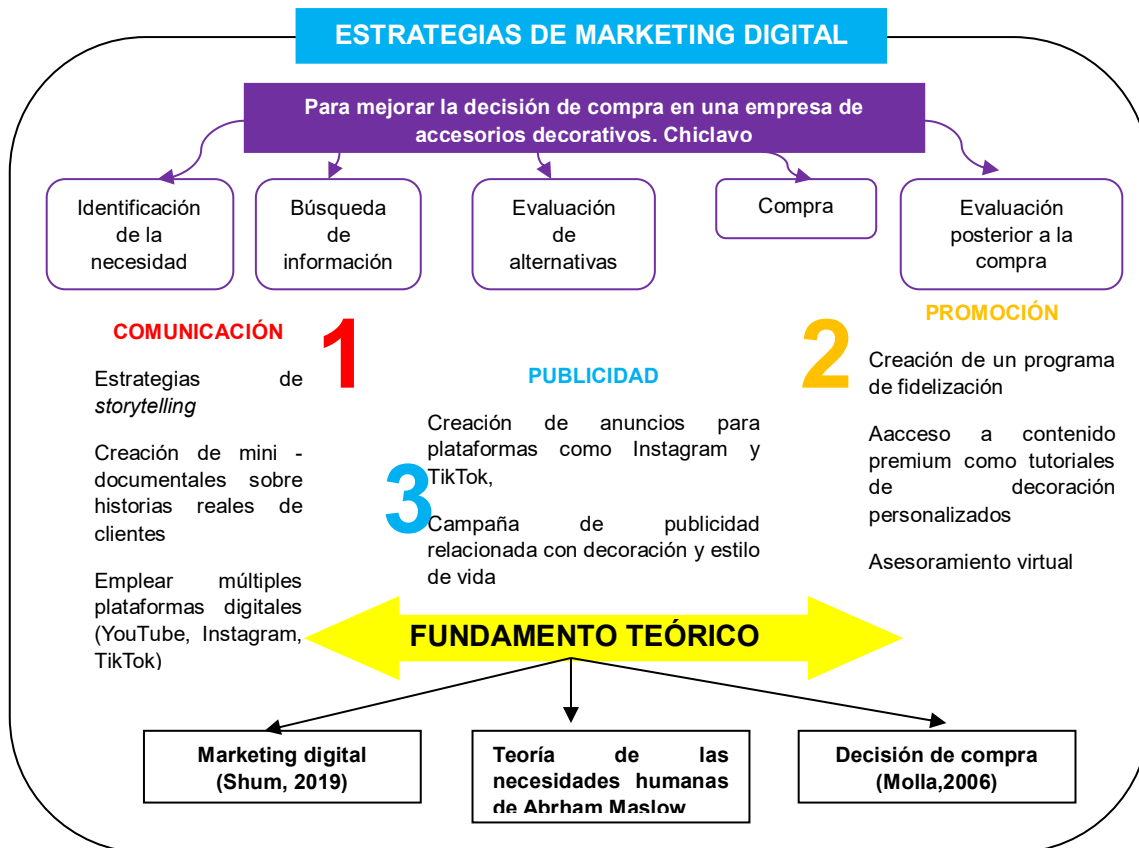 ESTRATEGIAS DE MARKETING DIGITAL
Para mejorar la decisión de compra en una empresa de
accesorios decorativos. Chiclavo
Identificación
de la
necesidad
Búsqueda
de
información
Evaluación
de
alternativas
Compra
Evaluación
posterior a la
compra
COMUNICACIÓN
1
Estrategias de
storytelling
Creación de mini -
documentales sobre
historias reales de
clientes
Emplear múltiples
plataformas digitales
(YouTube, Instagram,
TikTok)
PUBLICIDAD
3
Creación de anuncios para
plataformas como Instagram y
TikTok,
Campaña de publicidad
relacionada con decoración y estilo
de vida
2
PROMOCIÓN
Creación de un programa
de fidelización
Aacceso a contenido
premium como tutoriales
de decoración
personalizados
Asesoramiento virtual
FUNDAMENTO TEÓRICO
Marketing digital
(Shum, 2019)
Teoría de las
necesidades humanas
de Abrham Maslow
Decisión de compra
(Molla,2006)